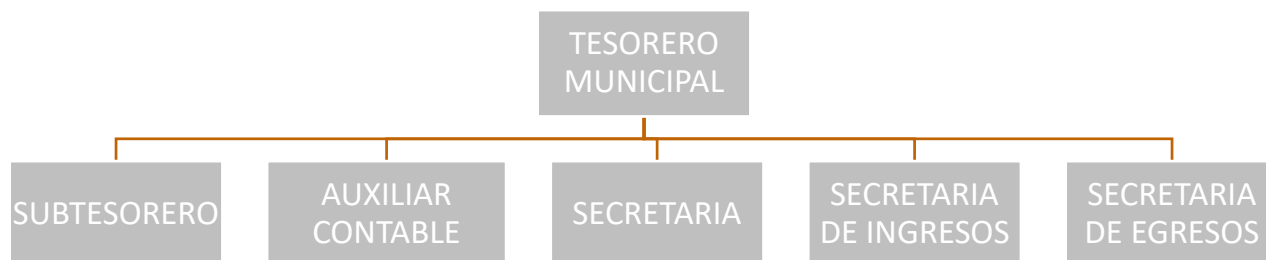 TESORERO
MUNICIPAL
SUBTESORERO
AUXILIAR
CONTABLE
SECRETARIA
SECRETARIA
DE INGRESOS
SECRETARIA
DE EGRESOS